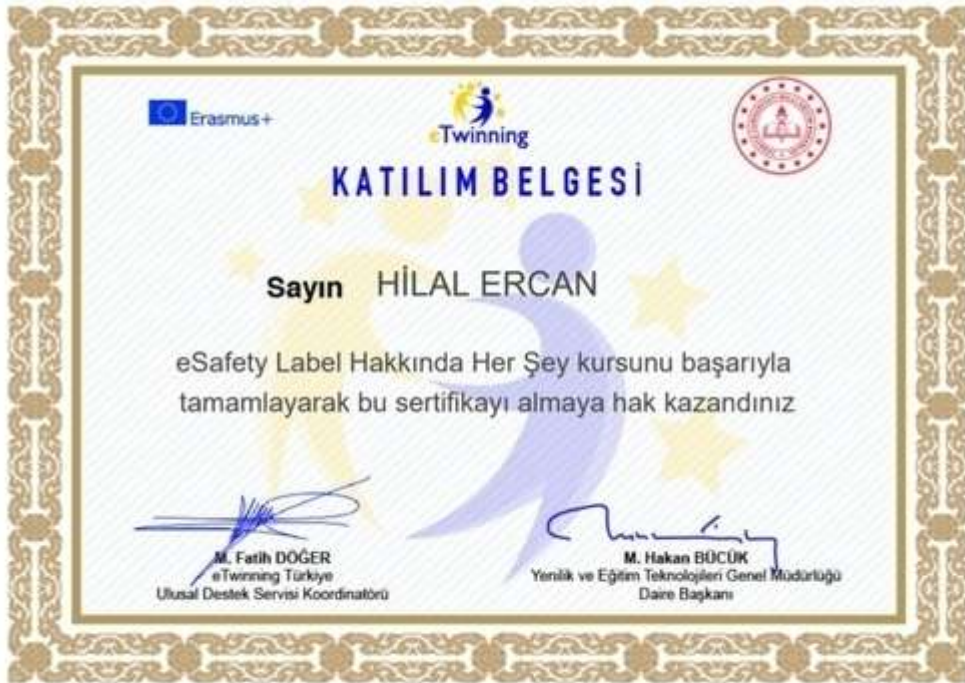 Erasmus+
eTwinning
KATILIM BELGESİ
Sayın HİLAL ERCAN
eSafety Label Hakkında Her Şey kursunu başarıyla
tamamlayarak bu sertifikayı almaya hak kazandınız
M. Fatih DÖĞER
eTwinning Türkiye
Ulusal Destek Servisi Koordinatörü
M. Hakan BÜCÜK
Yenilik ve Eğitim Teknolojileri Genel Müdürlüğü
Daire Başkanı